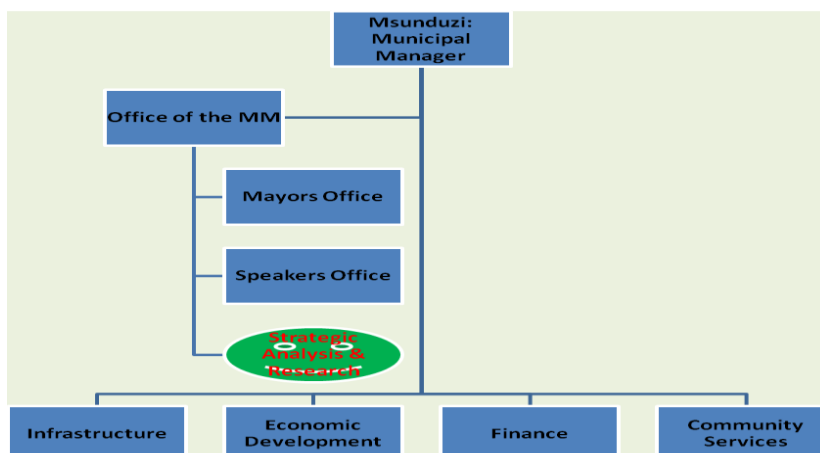 Msunduzi:
Municipal
Manager
Office of the MM
Mayors Office
Speakers Office
Strategic
Analysis &
Research
Infrastructure
Economic
Development
Finance
Community
Services